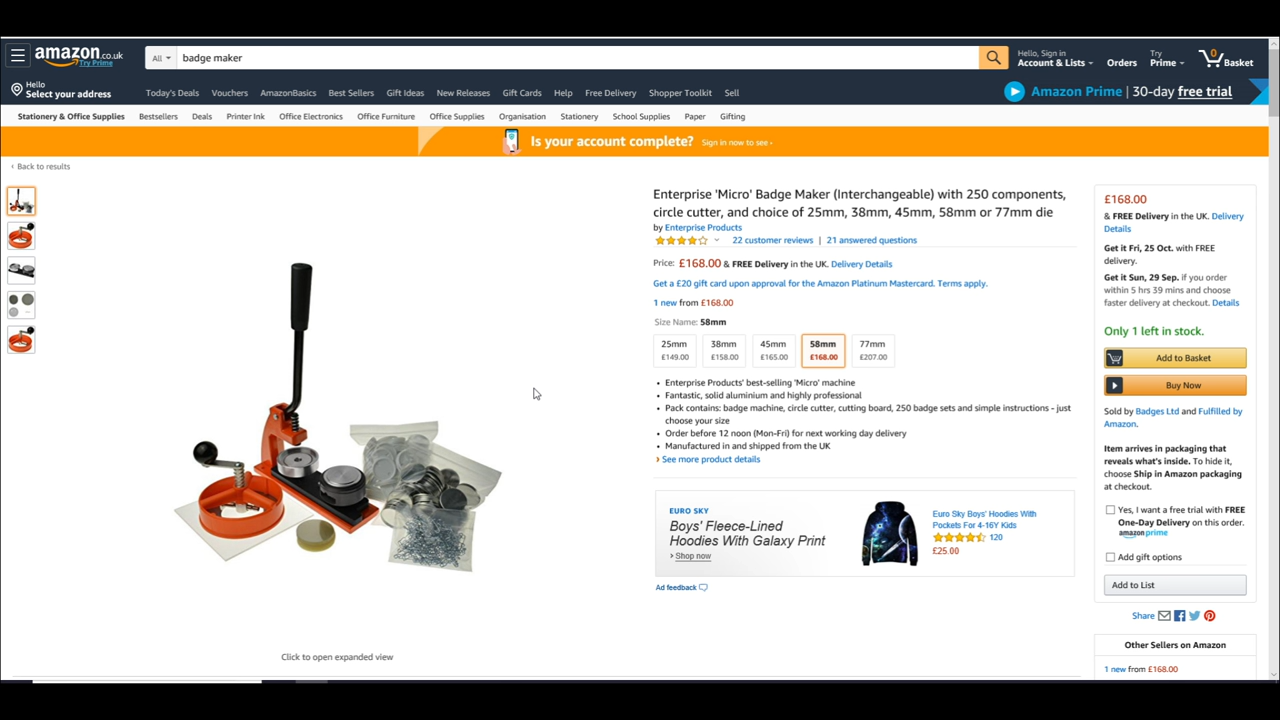 amazon.co.uk
Try Prime
All
badge maker
Hello, Sign in
Account & Lists
Orders
Try
Prime
0
Basket
Hello
Select your address
Today's Deals
Vouchers
AmazonBasics
Best Sellers
Gift Ideas
New Releases
Gift Cards
Help
Free Delivery
Shopper Toolkit
Sell
Amazon Prime | 30-day free trial
Stationery & Office Supplies
Bestsellers
Deals
Printer Ink
Office Electronics
Office Furniture
Office Supplies
Organisation
Stationery
School Supplies
Paper
Gifting
Is your account complete? Sign in now to see ›
‹ Back to results
Enterprise 'Micro' Badge Maker (Interchangeable) with 250 components,
circle cutter, and choice of 25mm, 38mm, 45mm, 58mm or 77mm die
by Enterprise Products
22 customer reviews | 21 answered questions
Price: £168.00 & FREE Delivery in the UK. Delivery Details
Get a £20 gift card upon approval for the Amazon Platinum Mastercard. Terms apply.
1 new from £168.00
Size Name: 58mm
25mm
£149.00
38mm
£158.00
45mm
£165.00
58mm
£168.00
77mm
£207.00
• Enterprise Products' best-selling 'Micro' machine
• Fantastic, solid aluminium and highly professional
• Pack contains: badge machine, circle cutter, cutting board, 250 badge sets and simple instructions - just
choose your size
• Order before 12 noon (Mon-Fri) for next working day delivery
• Manufactured in and shipped from the UK
› See more product details
EURO SKY
Boys' Fleece-Lined
Hoodies With Galaxy Print
› Shop now
Euro Sky Boys' Hoodies With
Pockets For 4-16Y Kids
120
£25.00
Ad feedback
Click to open expanded view
£168.00
& FREE Delivery in the UK. Delivery
Details
Get it Fri, 25 Oct. with FREE
delivery.
Get it Sun, 29 Sep. if you order
within 5 hrs 39 mins and choose
faster delivery at checkout. Details
Only 1 left in stock.
Add to Basket
Buy Now
Sold by Badges Ltd and Fulfilled by
Amazon.
Item arrives in packaging that
reveals what's inside. To hide it,
choose Ship in Amazon packaging
at checkout.
Yes, I want a free trial with FREE
One-Day Delivery on this order.
amazon prime
Add gift options
Add to List
Share
Other Sellers on Amazon
1 new from £168.00